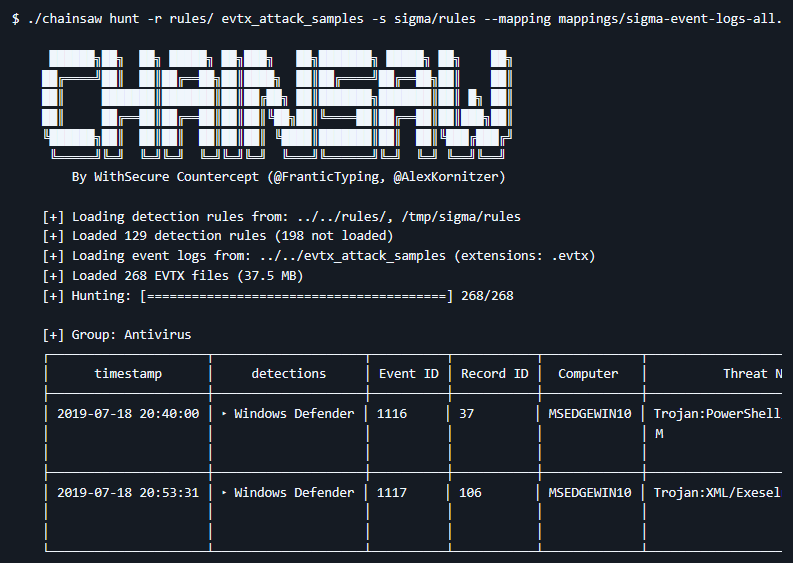 $ ./chainsaw hunt -r rules/ evtx_attack_samples -s sigma/rules --mapping mappings/sigma-event-logs-all.
CHAINSAW
By WithSecure Countercept (@FranticTyping, @AlexKornitzer)
[+] Loading detection rules from: ../../rules/, /tmp/sigma/rules
[+] Loaded 129 detection rules (198 not loaded)
[+] Loading event logs from: ../../evtx_attack_samples (extensions: .evtx)
[+] Loaded 268 EVTX files (37.5 MB)
[+] Hunting: [========================================] 268/268
[+] Group: Antivirus
timestamp detections Event ID Record ID Computer Threat N
2019-07-18 20:40:00 ‣ Windows Defender 1116 37 MSEDGEWIN10 Trojan:PowerShell
M
2019-07-18 20:53:31 ‣ Windows Defender 1117 106 MSEDGEWIN10 Trojan:XML/Exesel